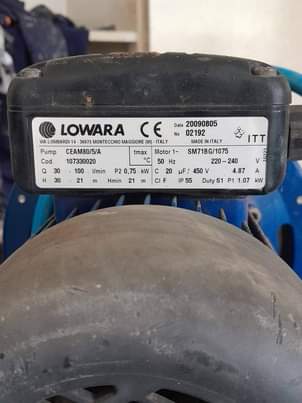 LOWARA CE
Date 20090805
No 02192
VIA LOMBARDI 14 - 36075 MONTECCHIO MAGGIORE (VI) - ITALY
MADE IN ITALY
ITT
Pump CEAM80/5/A tmax Motor 1~ SM71BG/1075
Cod. 107330020 °C 50 Hz 220-240 V
Q 30 - 100 l/min P2 0,75 kW C 20 µF/ 450 V 4.87 A
H 30 - 21 m Hmin 21 m Cl F IP 55 Duty S1 P1 1.07 kW